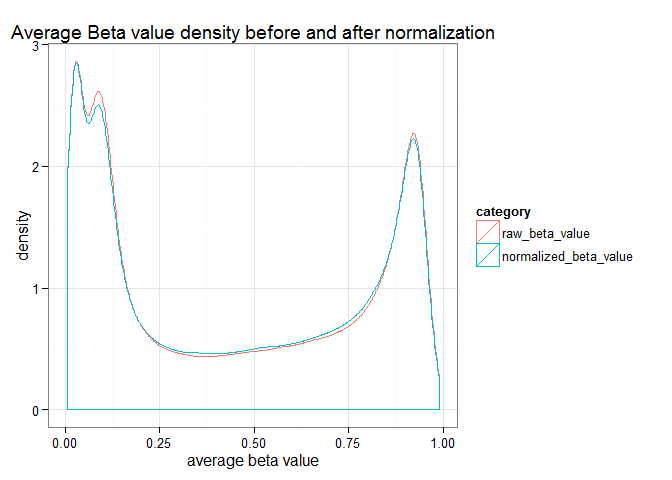 Average Beta value density before and after normalization
3
2
1
0
density
0.00 0.25 0.50 0.75 1.00
average beta value
category
raw_beta_value
normalized_beta_value